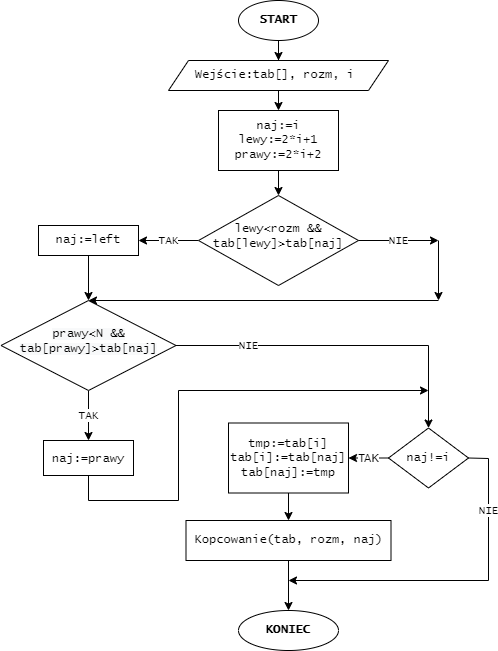 START
Wejście:tab[], rozm, i
naj:=i
lewy:=2*i+1
prawy:=2*i+2
lewy<rozm &&
tab[lewy]>tab[naj]
TAK
NIE
naj:=left
prawy<N &&
tab[prawy]>tab[naj]
NIE
TAK
naj:=prawy
naj!=i
TAK
NIE
tmp:=tab[i]
tab[i]:=tab[naj]
tab[naj]:=tmp
Kopcowanie(tab, rozm, naj)
KONIEC